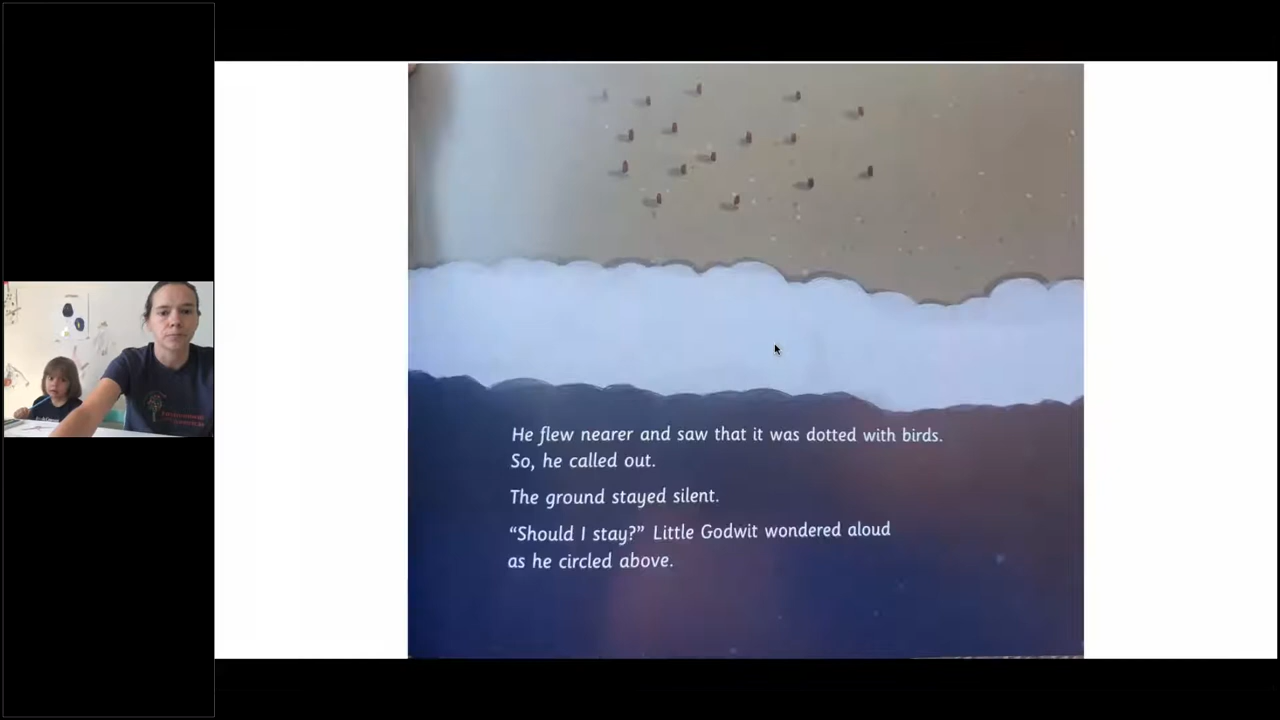 He flew nearer and saw that it was dotted with birds.
So, he called out.
The ground stayed silent.
“Should I stay?” Little Godwit wondered aloud
as he circled above.